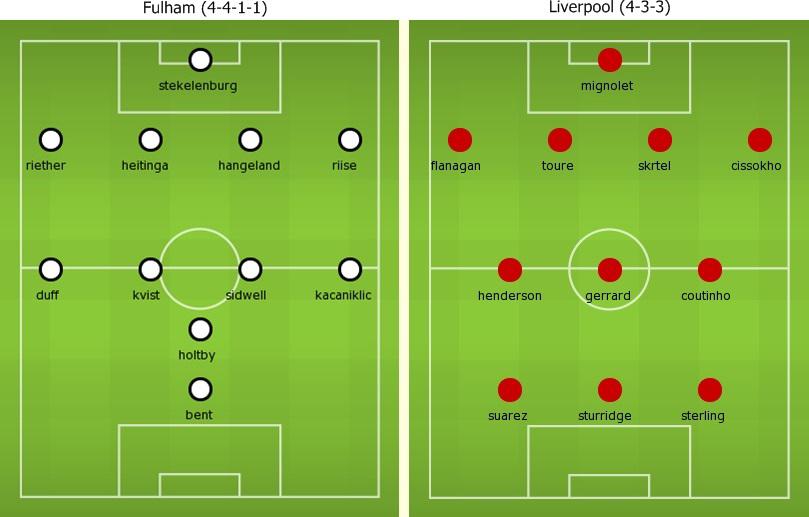 Fulham (4-4-1-1)
stekelenburg
riether heitinga hangeland riise
duff kvist sidwell kacaniklic
holtby
bent
Liverpool (4-3-3)
mignolet
flanagan toure skrtel cissokho
henderson gerrard coutinho
suarez sturridge sterling